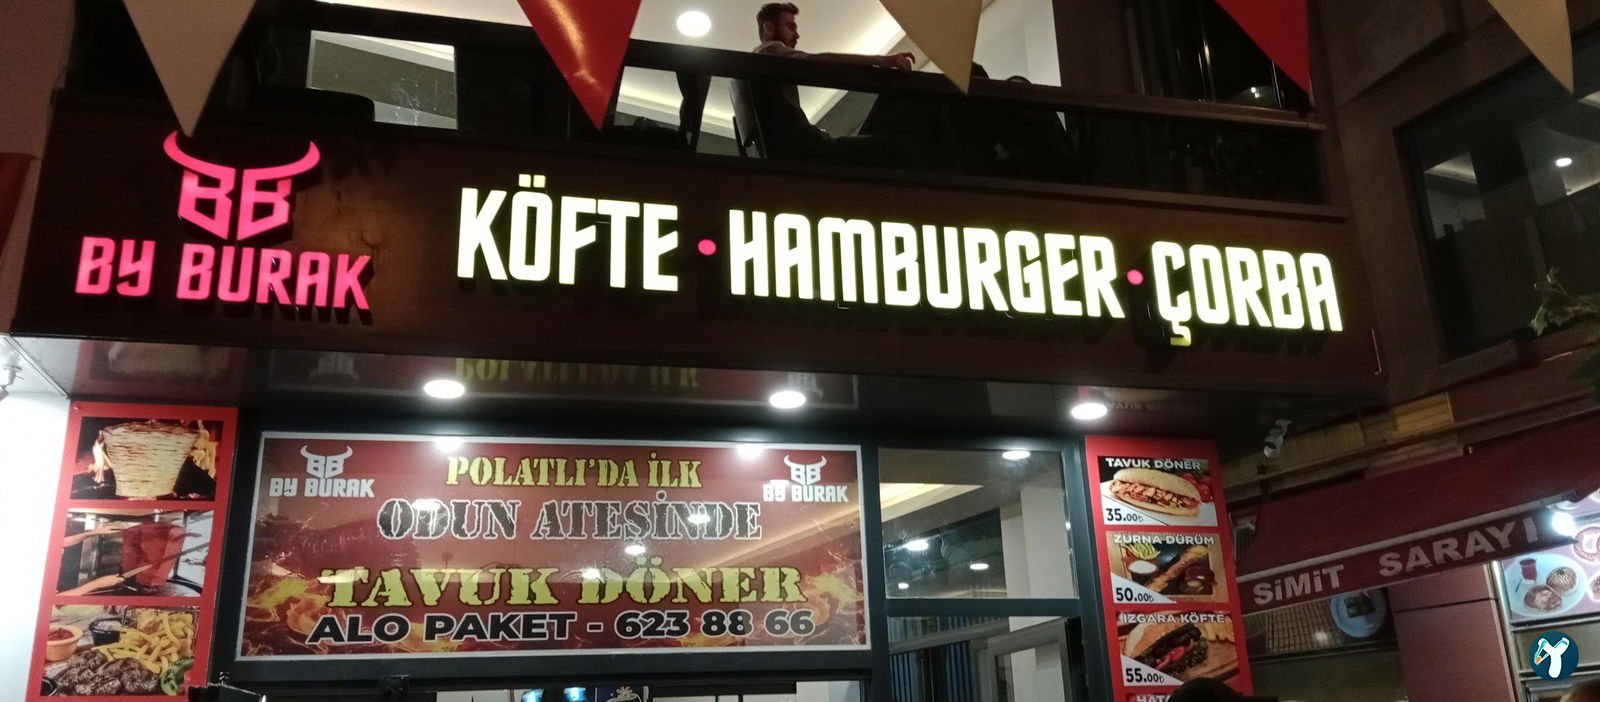 BB
BY BURAK
KÖFTE • HAMBURGER • ÇORBA
BB
BY BURAK
POLATLI'DA İLK
BB
BY BURAK
ODUN ATEŞİNDE
TAVUK DÖNER
ALO PAKET - 623 88 66
TAVUK DÖNER
35.00₺
ZURNA DÜRÜM
50.00₺
IZGARA KÖFTE
55.00₺
SİMİT SARAYI